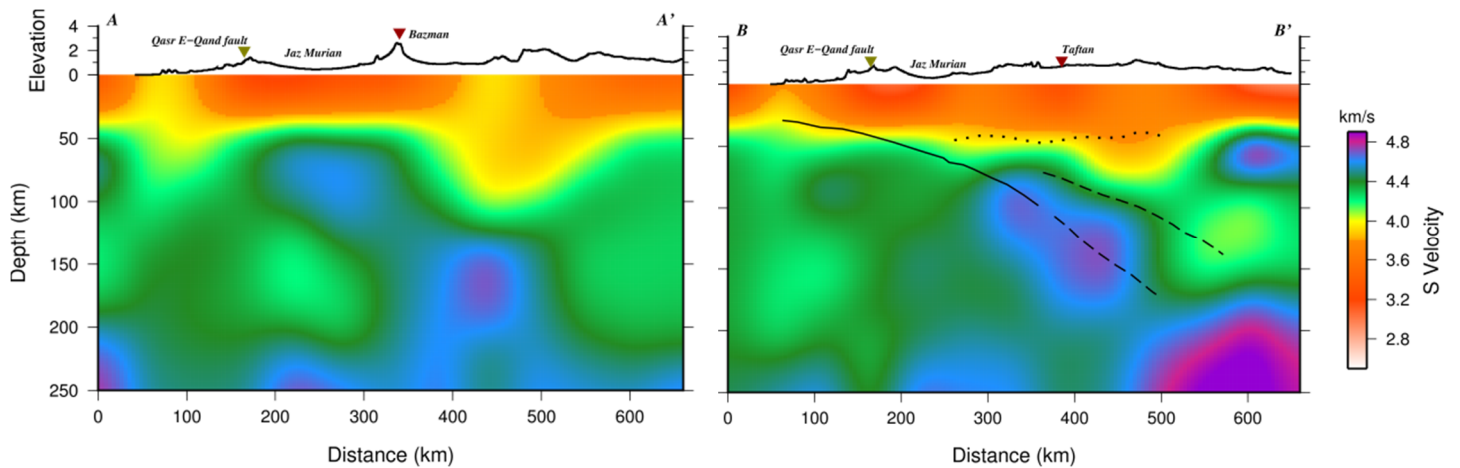 A
A'
Qasr E-Qand fault
Jaz Murian
Bazman
Elevation
4
2
0
50
100
150
200
250
Depth (km)
0 100 200 300 400 500 600
Distance (km)
B
B'
Qasr E-Qand fault
Jaz Murian
Taftan
0 100 200 300 400 500 600
Distance (km)
km/s
4.8
4.4
4.0
3.6
3.2
2.8
S Velocity